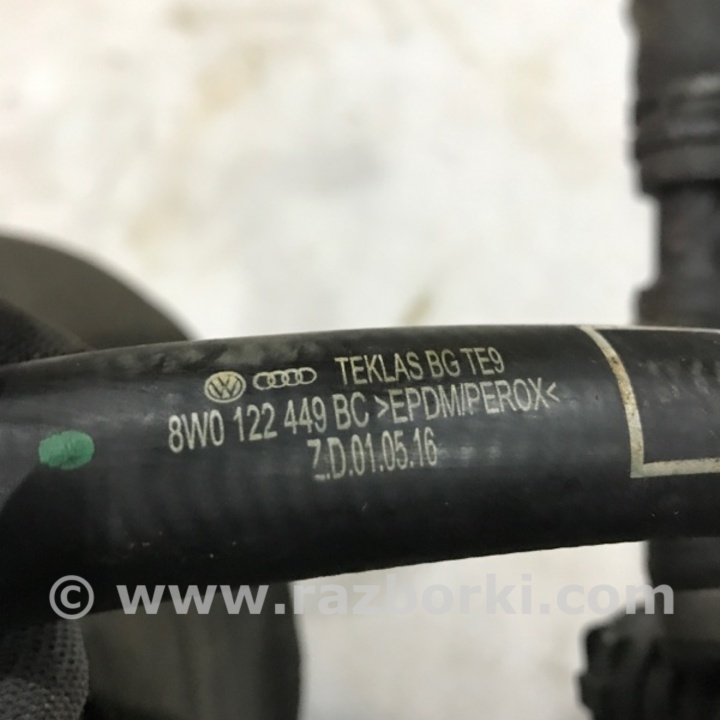 TEKLAS BG TE9
8W0 122 449 BC >EPDM/PEROX<
Z.D.01.05.16
© www.razborki.com